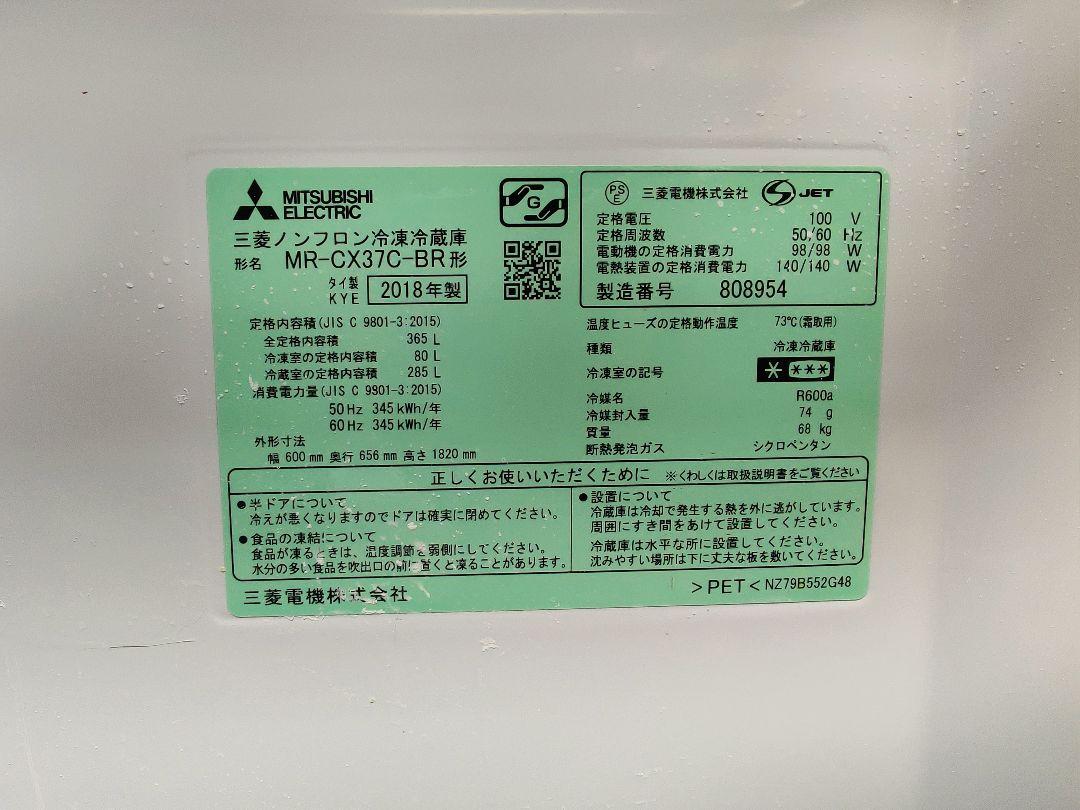 MITSUBISHI
ELECTRIC
三菱ノンフロン冷凍冷蔵庫
形名 MR-CX37C-BR形
タイ製
KYE 2018年製
G
定格内容積(JIS C 9801-3:2015)
全定格内容積 365 L
冷凍室の定格内容積 80 L
冷蔵室の定格内容積 285 L
消費電力量(JIS C 9801-3:2015)
50Hz 345kWh/年
60Hz 345kWh/年
外形寸法
幅 600mm 奥行 656mm 高さ 1820mm
PSE 三菱電機株式会社 JET
定格電圧 100 V
定格周波数 50/60 Hz
電動機の定格消費電力 98/98 W
電熱装置の定格消費電力 140/140 W
製造番号 808954
温度ヒューズの定格動作温度 73℃(霜取用)
種類 冷凍冷蔵庫
冷凍室の記号 * ***
冷媒名 R600a
冷媒封入量 74 g
質量 68 kg
断熱発泡ガス シクロペンタン
正しくお使いいただくために ※くわしくは取扱説明書をご覧ください
●半ドアについて
冷えが悪くなりますのでドアは確実に閉めてください。
●食品の凍結について
食品が凍るときは、温度調節を弱側にしてください。
水分の多い食品を吹出口の前に置くと凍ることがあります。
●設置について
冷蔵庫は冷却で発生する熱を外に逃がしています。
周囲にすき間をあけて設置してください。
冷蔵庫は水平な所に設置してください。
沈みやすい場所は下に丈夫な板を敷いてください。
三菱電機株式会社
>PET< NZ79B552G48